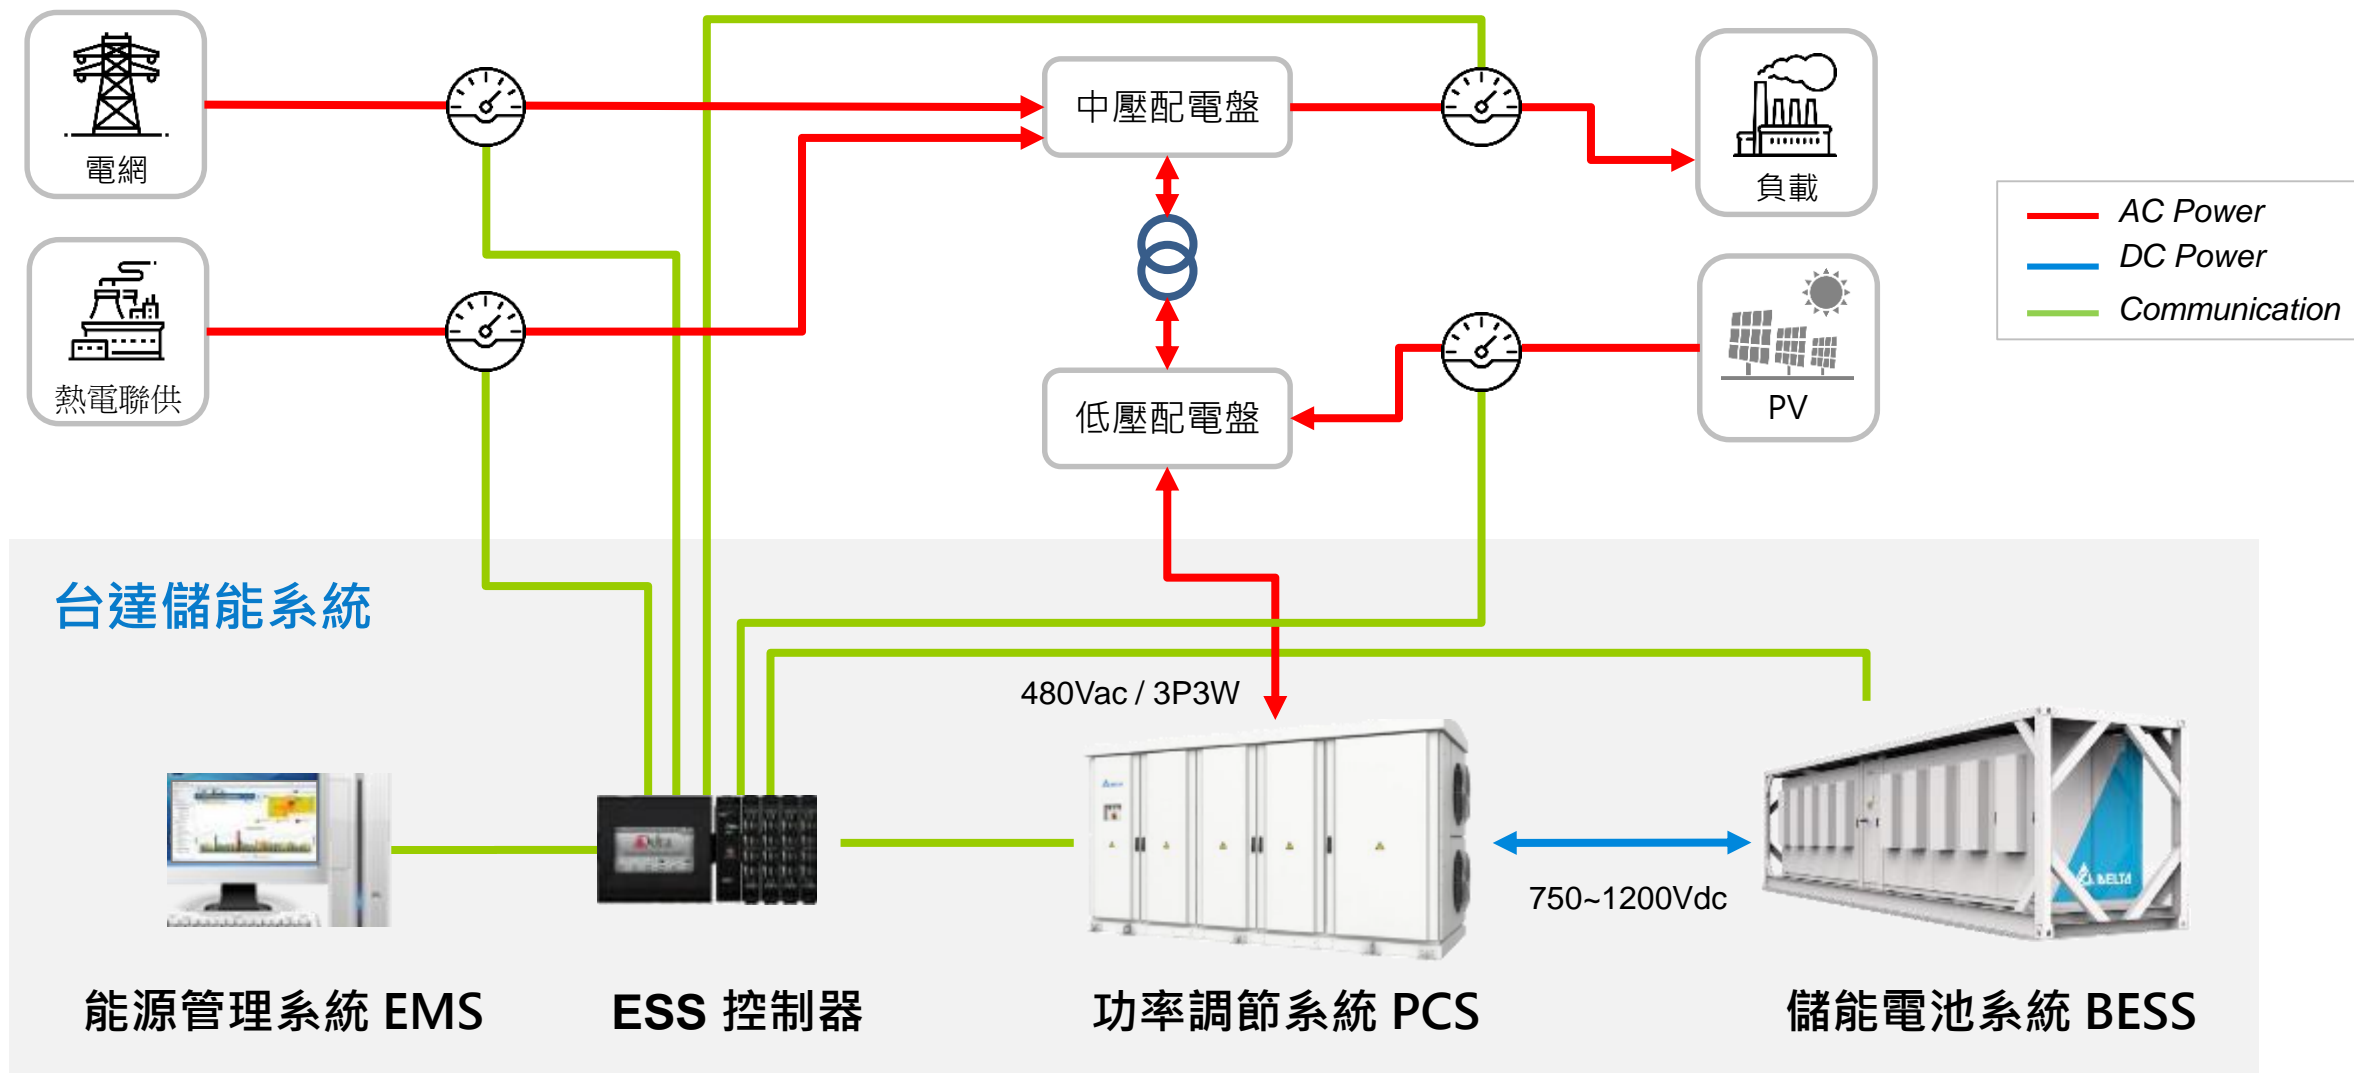 電網
中壓配電盤
負載
AC Power
DC Power
Communication
熱電聯供
低壓配電盤
PV
台達儲能系統
480Vac / 3P3W
750~1200Vdc
DELTA
能源管理系統 EMS
ESS 控制器
功率調節系統 PCS
儲能電池系統 BESS